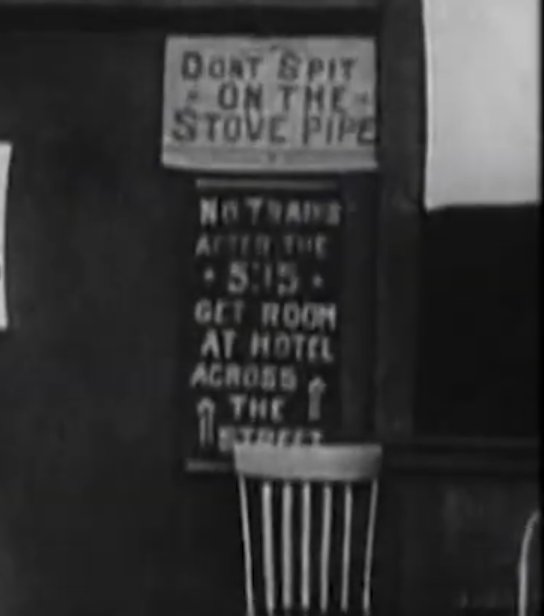 DONT SPIT
ON THE
STOVE PIPE
NO TRAINS
AFTER THE
5:15
GET ROOM
AT HOTEL
ACROSS
THE
STREET